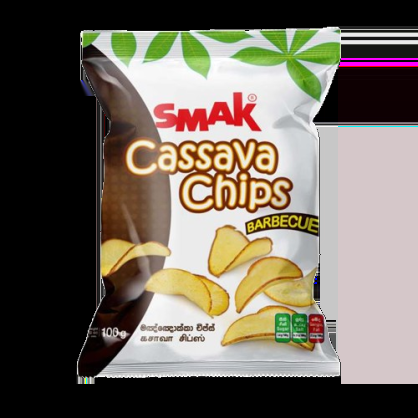 SMAK®
Cassava
Chips
BARBECUE
මඤ්ඤොක්කා චිප්ස්
100g
கசாவா சிப்ஸ்